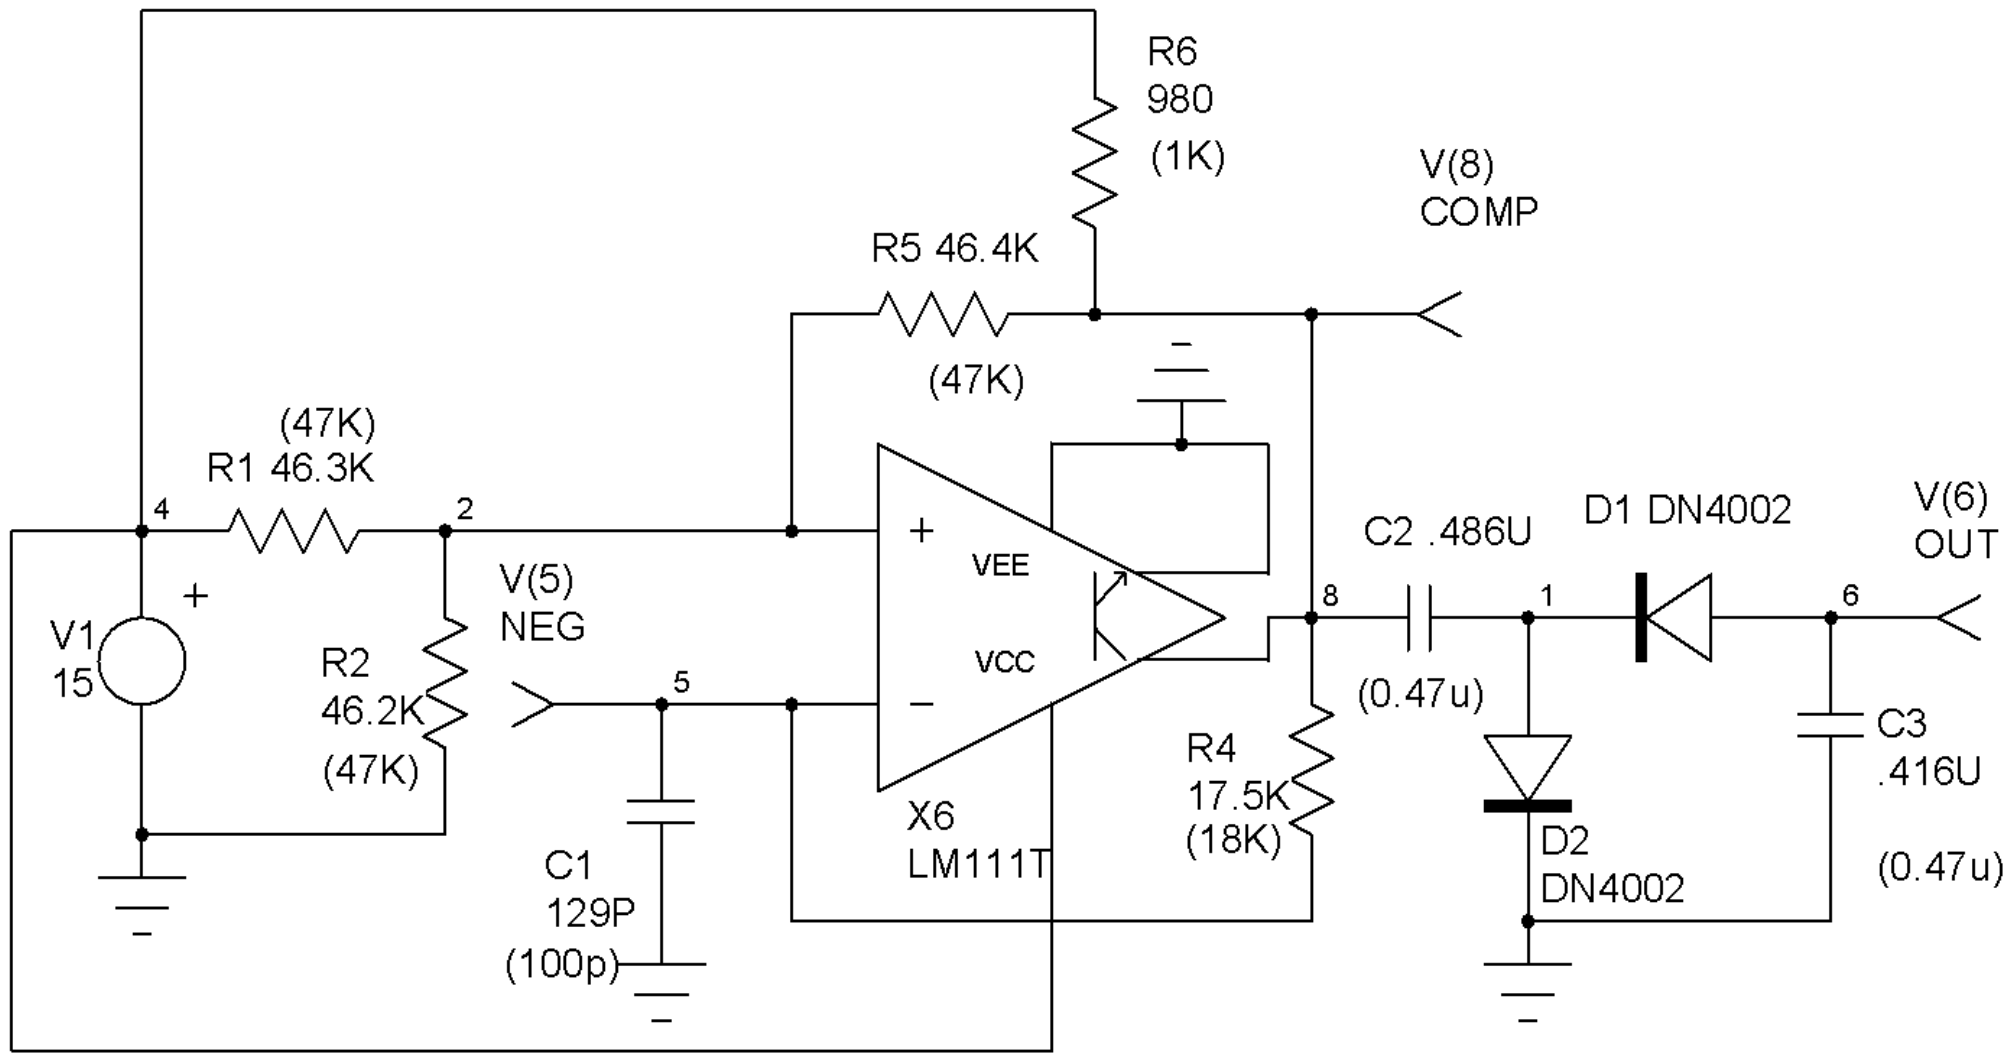 R6
980
(1K)
V(8)
COMP
R5 46.4K
(47K)
(47K)
R1 46.3K
4
2
+
VEE
VCC
−
V(5)
NEG
5
+
V1
15
R2
46.2K
(47K)
C1
129P
(100p)
X6
LM111T
R4
17.5K
(18K)
8
C2 .486U
(0.47u)
1
D1 DN4002
6
V(6)
OUT
D2
DN4002
C3
.416U
(0.47u)